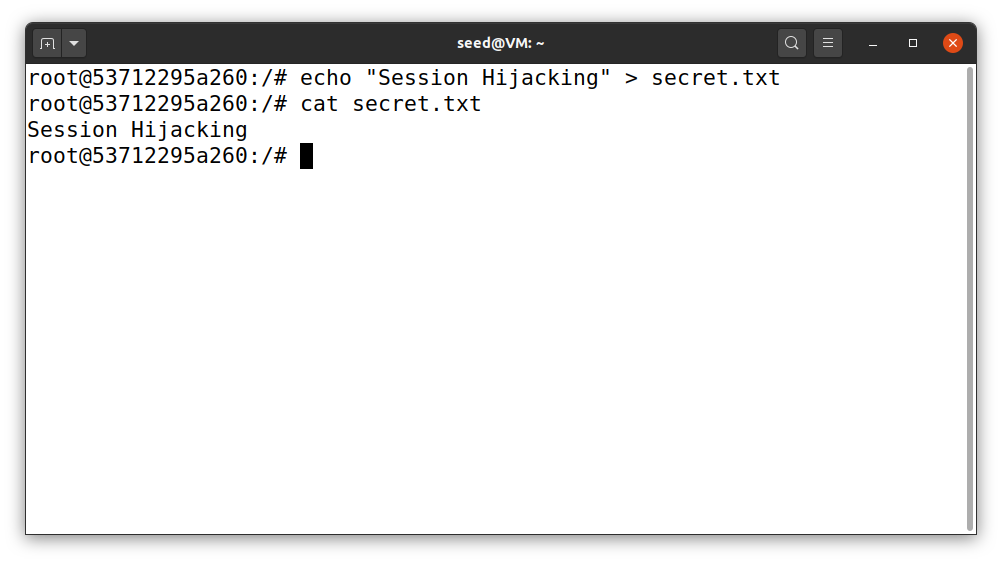 seed@VM: ~
root@53712295a260:/# echo "Session Hijacking" > secret.txt
root@53712295a260:/# cat secret.txt
Session Hijacking
root@53712295a260:/#